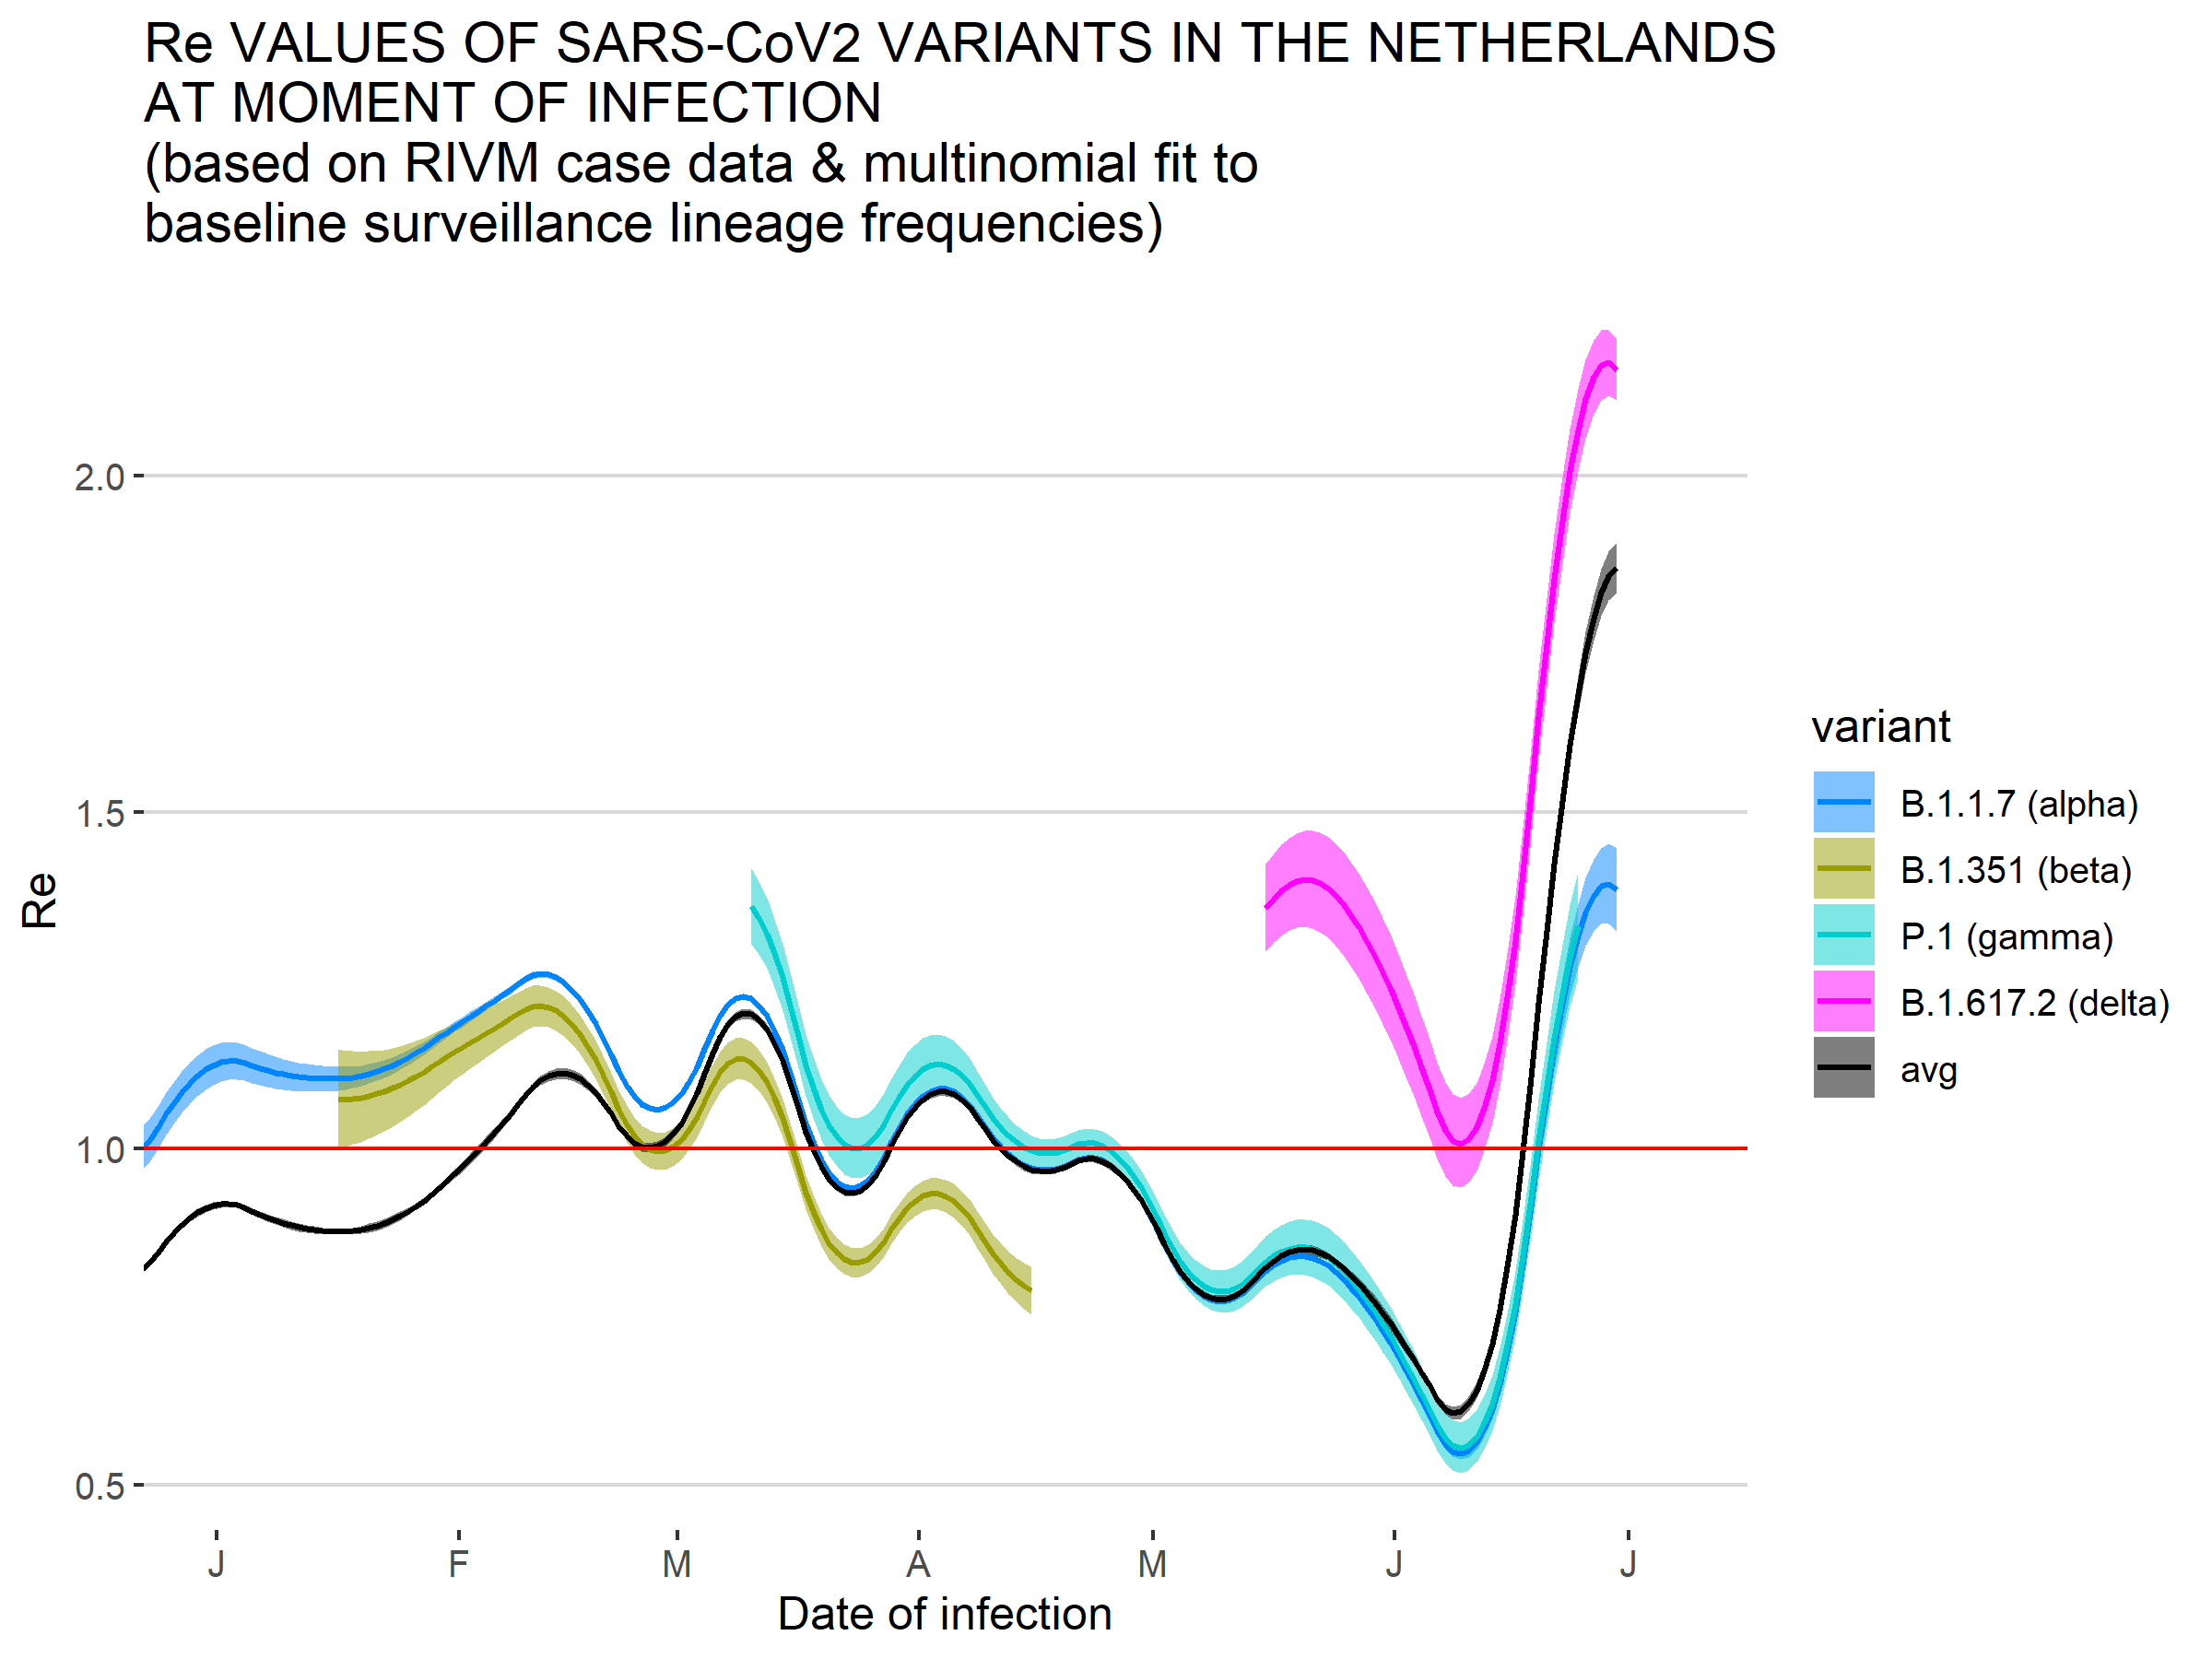 Re VALUES OF SARS-CoV2 VARIANTS IN THE NETHERLANDS
AT MOMENT OF INFECTION
(based on RIVM case data & multinomial fit to
baseline surveillance lineage frequencies)
2.0
1.5
1.0
0.5
Re
J F M A M J J
Date of infection
variant
B.1.1.7 (alpha)
B.1.351 (beta)
P.1 (gamma)
B.1.617.2 (delta)
avg